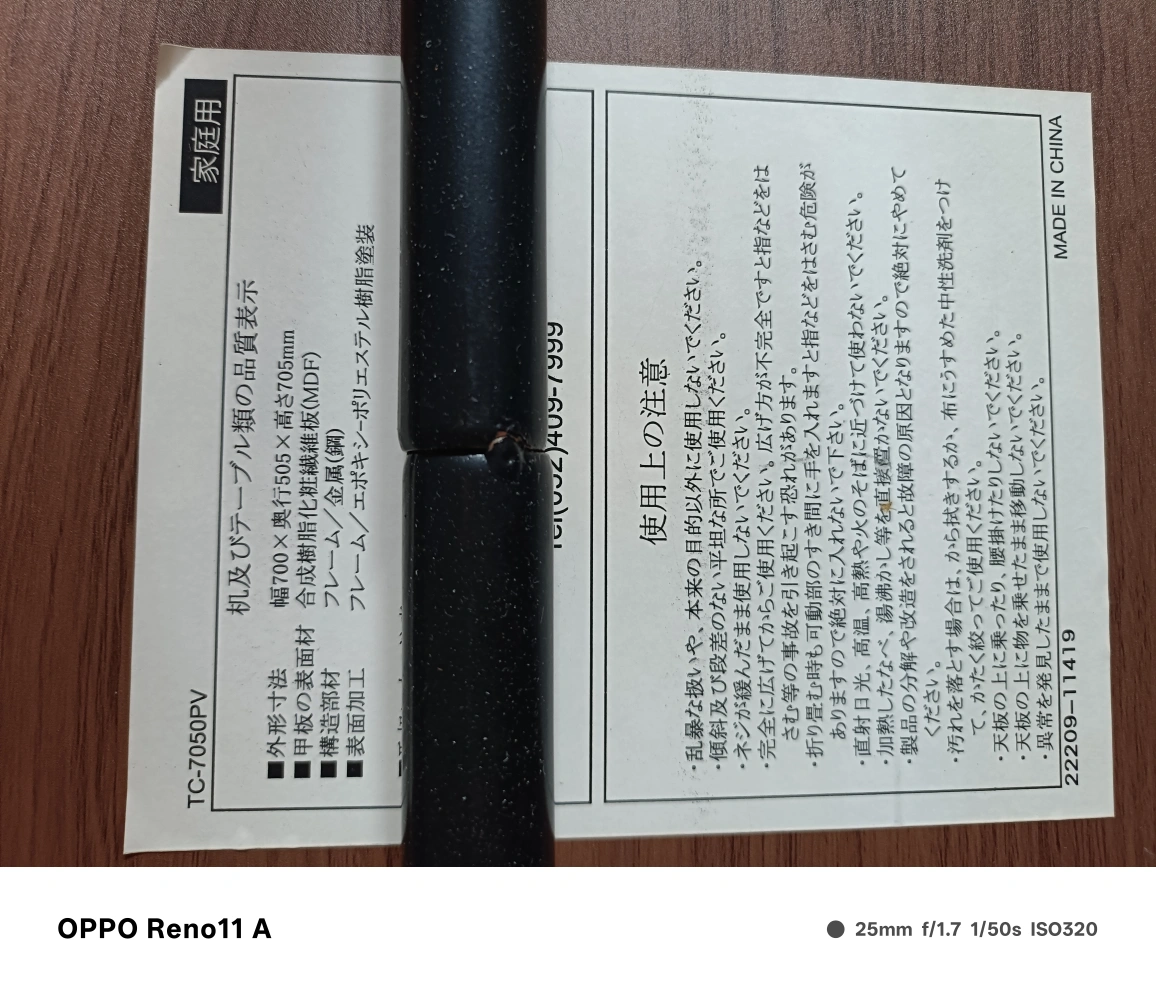 TC-7050PV
家庭用
机及びテーブル類の品質表示
■外形寸法 幅700×奥行505×高さ705mm
■甲板の表面材 合成樹脂化粧繊維板(MDF)
■構造部材 フレーム／金属(鋼)
■表面加工 フレーム／エポキシ-ポリエステル樹脂塗装
使用上の注意
・乱暴な扱いや、本来の目的以外に使用しないでください。
・傾斜及び段差のない平坦な所でご使用ください。
・ネジが緩んだまま使用しないでください。
・完全に広げてからご使用ください。広げ方が不完全ですと指などをは
さむ等の事故を引き起こす恐れがあります。
・折り畳む時も可動部のすき間に手を入れますと指などをはさむ危険が
ありますので絶対に入れないで下さい。
・直射日光、高温、高熱や火のそばに近づけて使わないでください。
・加熱したなべ、湯沸かし等を直接置かないでください。
・製品の分解や改造をされると故障の原因となりますので絶対にやめて
ください。
・汚れを落とす場合は、から拭きするか、布にうすめた中性洗剤をつけ
て、かたく絞ってご使用ください。
・天板の上に乗ったり、腰掛けたりしないでください。
・天板の上に物を乗せたまま移動しないでください。
・異常を発見したままで使用しないでください。
22209-11419
MADE IN CHINA
OPPO Reno11 A
25mm f/1.7 1/50s ISO320